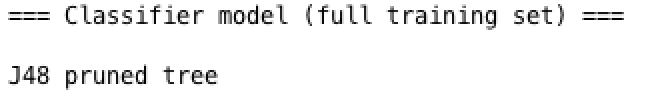 === Classifier model (full training set) ===
J48 pruned tree